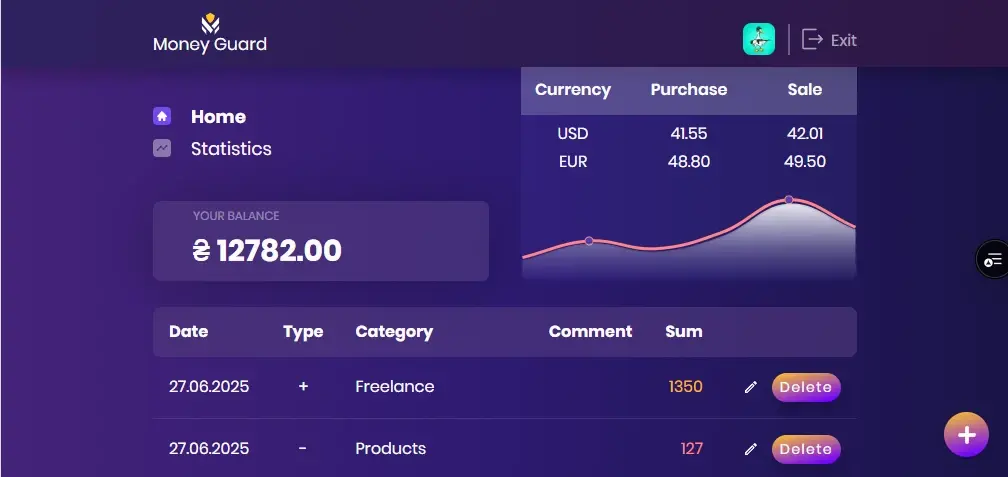 Money Guard
Exit
Home
Statistics
YOUR BALANCE
₴ 12782.00
Currency Purchase Sale
USD 41.55 42.01
EUR 48.80 49.50
Date Type Category Comment Sum
27.06.2025 + Freelance 1350 Delete
27.06.2025 - Products 127 Delete